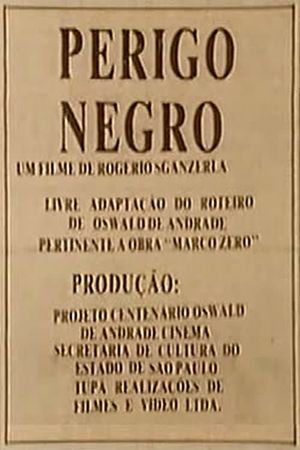 PERIGO
NEGRO
UM FILME DE ROGERIO SGANZERLA
LIVRE ADAPTAÇÃO DO ROTEIRO
DE OSWALD DE ANDRADE
PERTINENTE A OBRA "MARCO ZERO"
PRODUÇÃO:
PROJETO CENTENÁRIO OSWALD
DE ANDRADE CINEMA
SECRETARIA DE CULTURA DO
ESTADO DE SÃO PAULO
TUPÃ REALIZAÇÕES DE
FILMES E VIDEO LTDA.